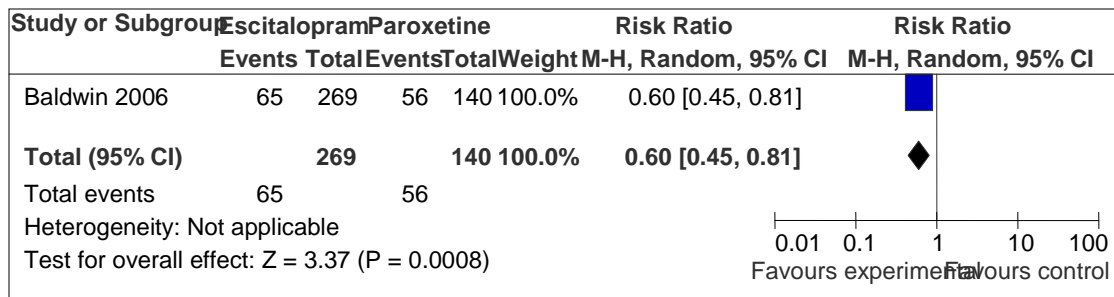 Study or Subgroup Escitalopram Paroxetine Risk Ratio Risk Ratio
Events Total Events Total Weight M-H, Random, 95% CI M-H, Random, 95% CI
Baldwin 2006 65 269 56 140 100.0% 0.60 [0.45, 0.81]
Total (95% CI) 269 140 100.0% 0.60 [0.45, 0.81]
Total events 65 56
Heterogeneity: Not applicable
Test for overall effect: Z = 3.37 (P = 0.0008)
0.01 0.1 1 10 100
Favours experimental Favours control